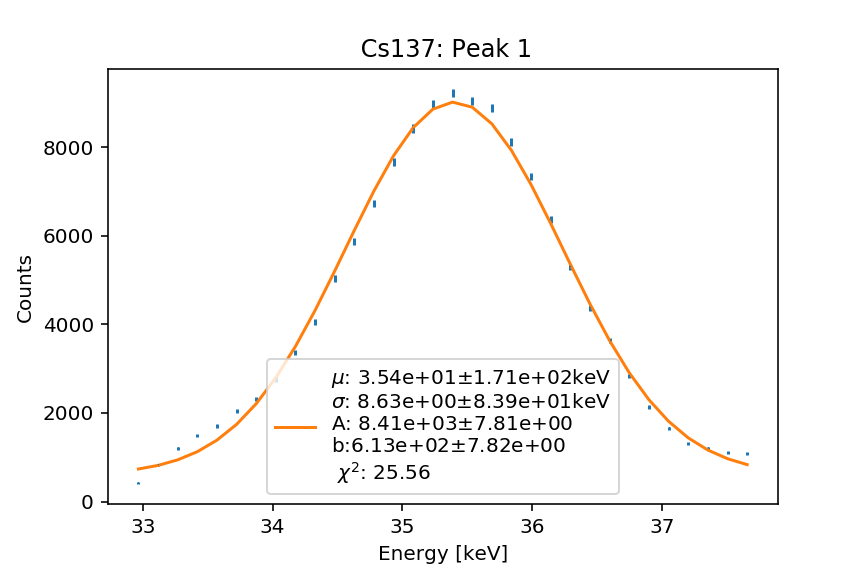 Cs137: Peak 1
8000
6000
4000
2000
0
Counts
μ: 3.54e+01±1.71e+02keV
σ: 8.63e+00±8.39e+01keV
A: 8.41e+03±7.81e+00
b:6.13e+02±7.82e+00
χ²: 25.56
33 34 35 36 37
Energy [keV]